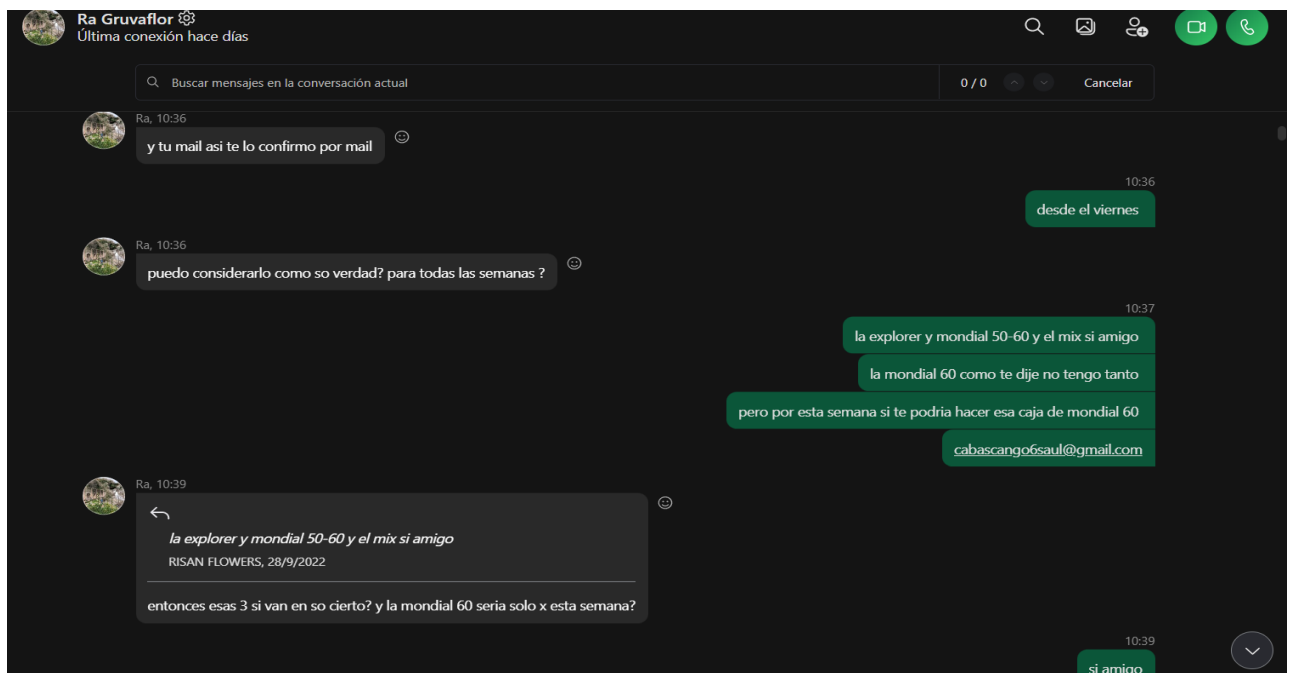 Ra Gruvaflor
Última conexión hace días
Buscar mensajes en la conversación actual
0 / 0
Cancelar
Ra, 10:36
y tu mail asi te lo confirmo por mail
10:36
desde el viernes
Ra, 10:36
puedo considerarlo como so verdad? para todas las semanas ?
10:37
la explorer y mondial 50-60 y el mix si amigo
la mondial 60 como te dije no tengo tanto
pero por esta semana si te podria hacer esa caja de mondial 60
cabascango6saul@gmail.com
Ra, 10:39
la explorer y mondial 50-60 y el mix si amigo
RISAN FLOWERS, 28/9/2022
entonces esas 3 si van en so cierto? y la mondial 60 seria solo x esta semana?
10:39
si amigo